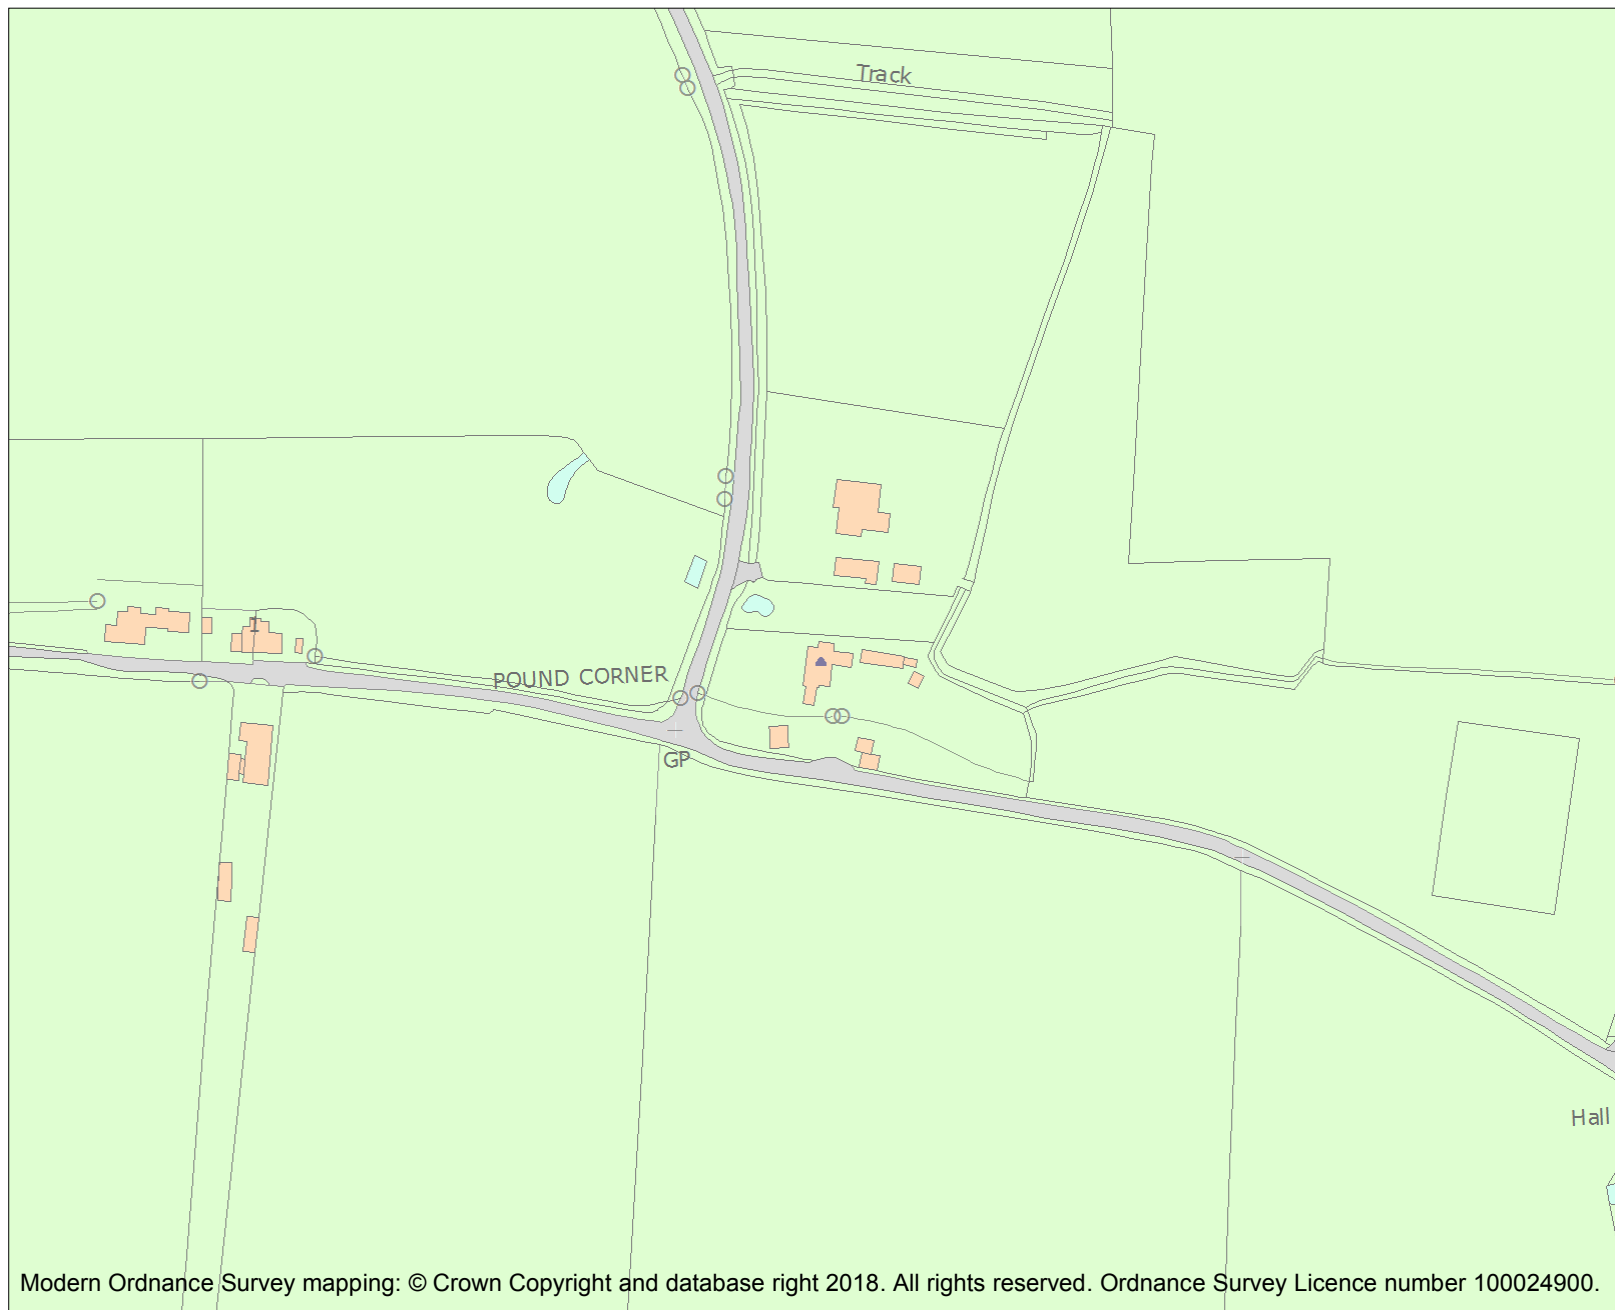 Track
1
POUND CORNER
GP
Hall
Modern Ordnance Survey mapping: © Crown Copyright and database right 2018. All rights reserved. Ordnance Survey Licence number 100024900.